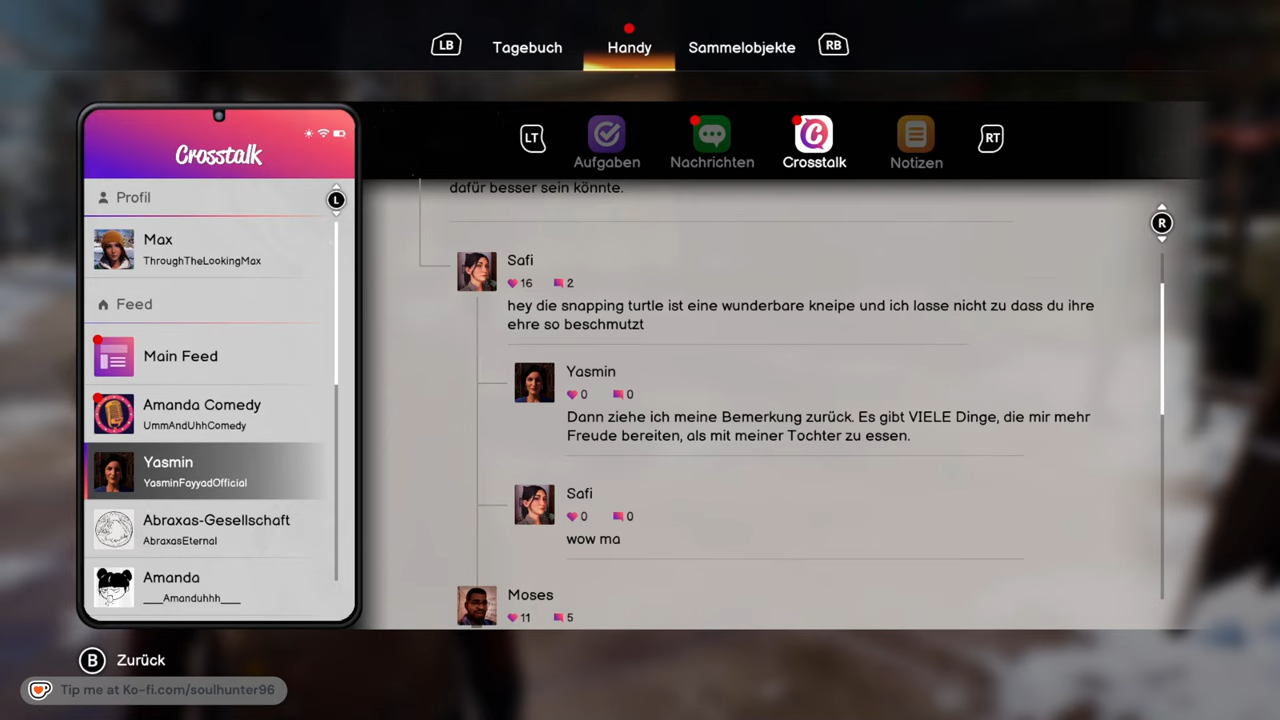 LB
Tagebuch
Handy
Sammelobjekte
RB
Crosstalk
LT
Aufgaben
Nachrichten
Crosstalk
Notizen
RT
Profil
L
Max
ThroughTheLookingMax
Feed
Main Feed
Amanda Comedy
UmmAndUhhComedy
Yasmin
YasminFayyadOfficial
Abraxas-Gesellschaft
AbraxasEternal
Amanda
___Amanduhhh___
dafür besser sein könnte.
R
Safi
16 2
hey die snapping turtle ist eine wunderbare kneipe und ich lasse nicht zu dass du ihre
ehre so beschmutzt
Yasmin
0 0
Dann ziehe ich meine Bemerkung zurück. Es gibt VIELE Dinge, die mir mehr
Freude bereiten, als mit meiner Tochter zu essen.
Safi
0 0
wow ma
Moses
11 5
B Zurück
Tip me at Ko-fi.com/soulhunter96